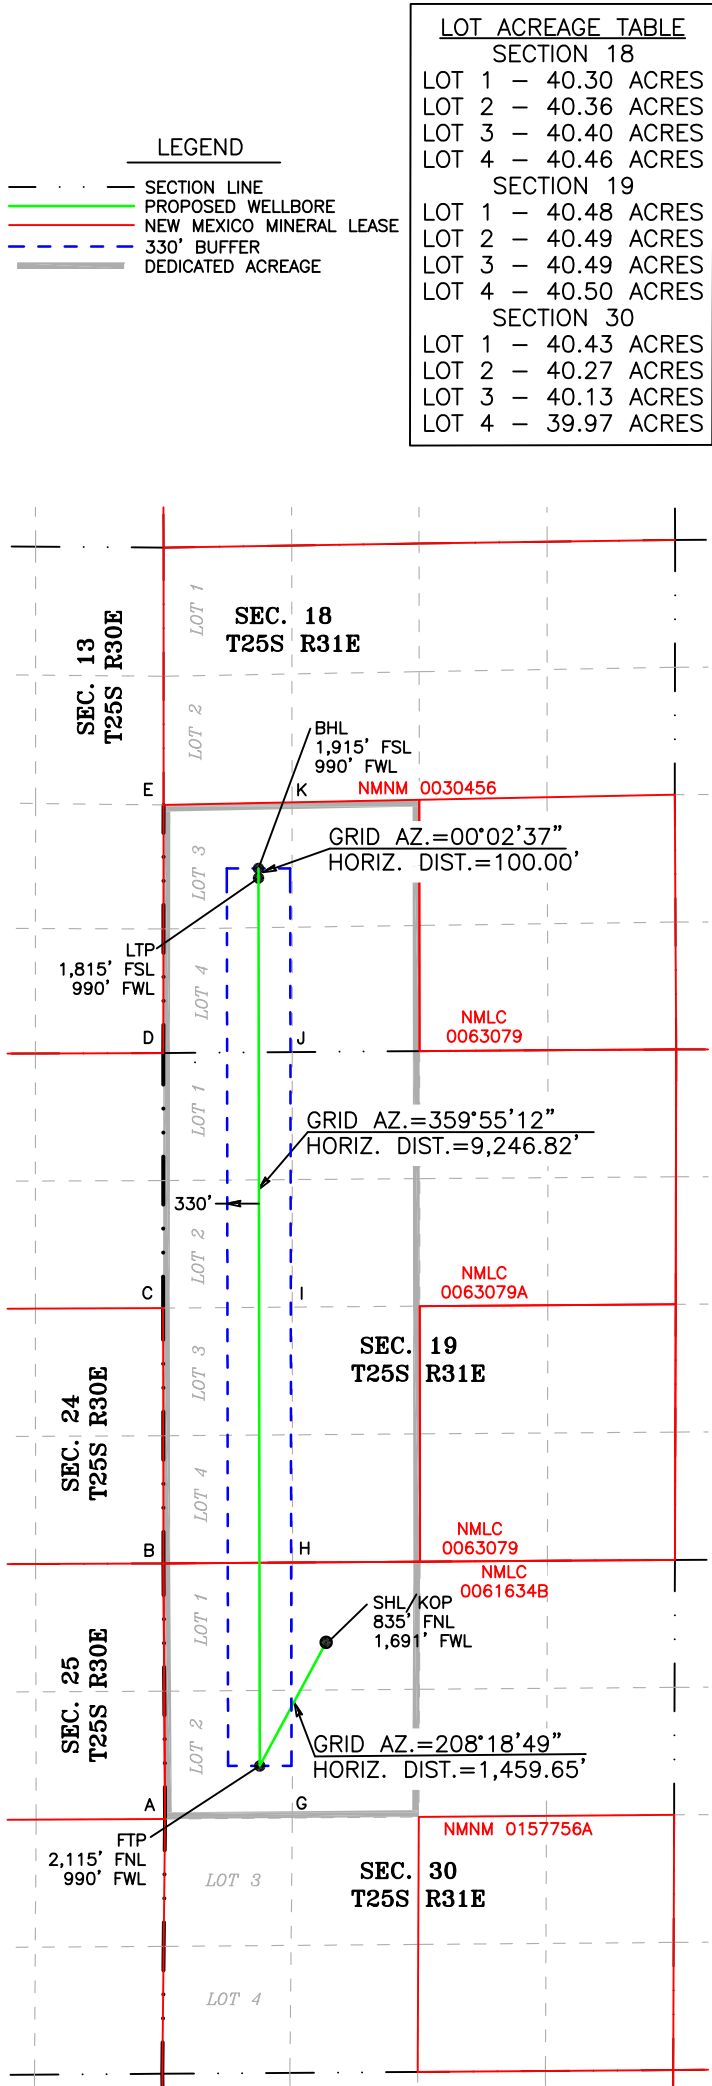 LOT ACREAGE TABLE
SECTION 18
LOT 1 – 40.30 ACRES
LOT 2 – 40.36 ACRES
LOT 3 – 40.40 ACRES
LOT 4 – 40.46 ACRES
SECTION 19
LOT 1 – 40.48 ACRES
LOT 2 – 40.49 ACRES
LOT 3 – 40.49 ACRES
LOT 4 – 40.50 ACRES
SECTION 30
LOT 1 – 40.43 ACRES
LOT 2 – 40.27 ACRES
LOT 3 – 40.13 ACRES
LOT 4 – 39.97 ACRES
LEGEND
SECTION LINE
PROPOSED WELLBORE
NEW MEXICO MINERAL LEASE
330' BUFFER
DEDICATED ACREAGE
LOT 1
SEC. 18
T25S R31E
SEC. 13
T25S R30E
LOT 2
BHL
1,915' FSL
990' FWL
E
K
NMNM 0030456
GRID AZ.=00°02'37"
HORIZ. DIST.=100.00'
LOT 3
LTP
1,815' FSL
990' FWL
LOT 4
NMLC
0063079
D
J
LOT 1
GRID AZ.=359°55'12"
HORIZ. DIST.=9,246.82'
330'
LOT 2
NMLC
0063079A
C
I
SEC. 19
T25S R31E
LOT 3
SEC. 24
T25S R30E
LOT 4
NMLC
0063079
B
H
NMLC
0061634B
SHL/KOP
835' FNL
1,691' FWL
LOT 1
SEC. 25
T25S R30E
LOT 2
GRID AZ.=208°18'49"
HORIZ. DIST.=1,459.65'
A
G
NMNM 0157756A
FTP
2,115' FNL
990' FWL
LOT 3
SEC. 30
T25S R31E
LOT 4